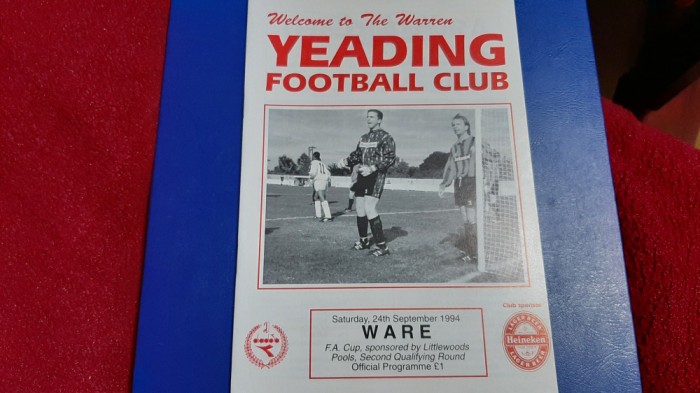 Welcome to The Warren
YEADING
FOOTBALL CLUB
Saturday, 24th September 1994
WARE
F.A. Cup, sponsored by Littlewoods
Pools, Second Qualifying Round
Official Programme £1
Club sponsor
Heineken